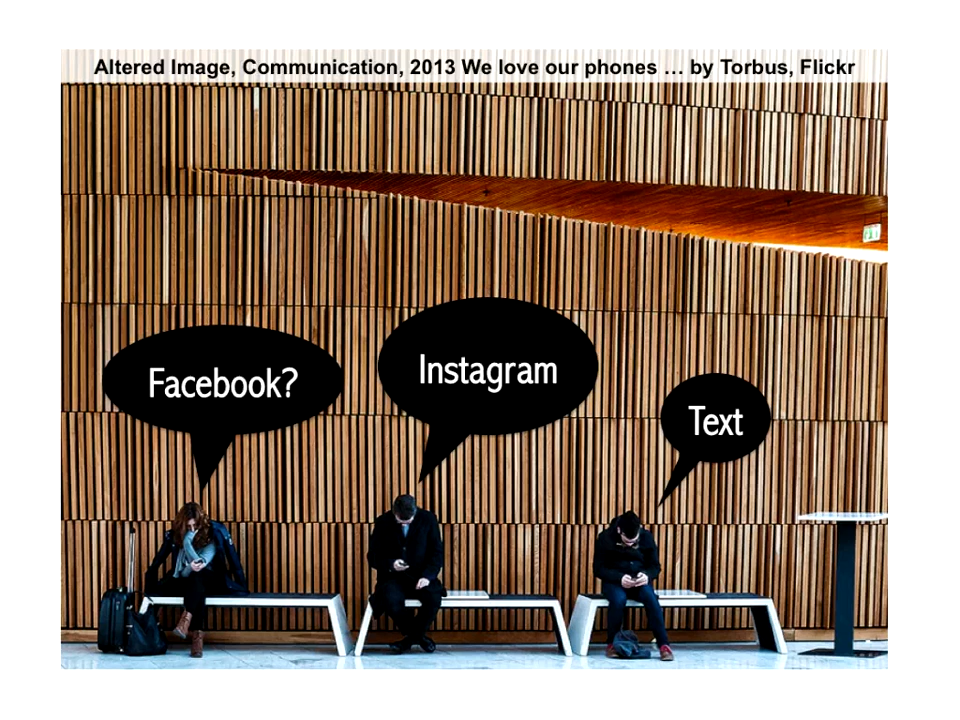 Altered Image, Communication, 2013 We love our phones … by Torbus, Flickr
Facebook?
Instagram
Text